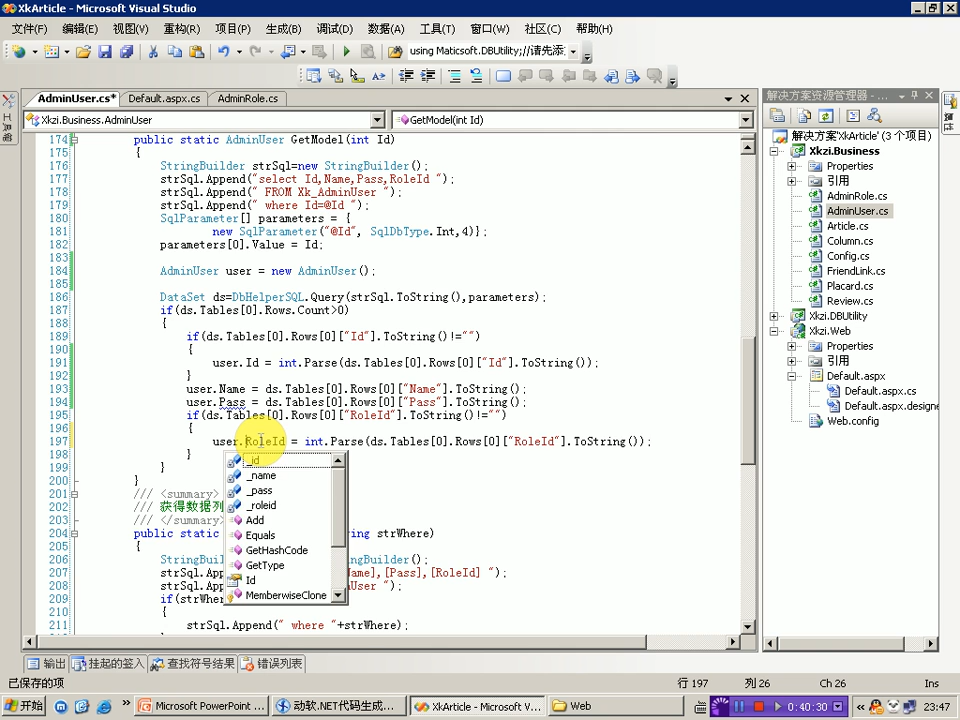 XkArticle - Microsoft Visual Studio
文件(F) 编辑(E) 视图(V) 重构(R) 项目(P) 生成(B) 调试(D) 数据(A) 工具(T) 窗口(W) 社区(C) 帮助(H)
using Maticsoft.DBUtility;//请先添
AdminUser.cs* Default.aspx.cs AdminRole.cs
Xkzi.Business.AdminUser GetModel(int Id)
174 public static AdminUser GetModel(int Id)
175 {
176 StringBuilder strSql=new StringBuilder();
177 strSql.Append("select Id,Name,Pass,RoleId ");
178 strSql.Append(" FROM Xk_AdminUser ");
179 strSql.Append(" where Id=@Id ");
180 SqlParameter[] parameters = {
181 new SqlParameter("@Id", SqlDbType.Int,4)};
182 parameters[0].Value = Id;
183
184 AdminUser user = new AdminUser();
185
186 DataSet ds=DbHelperSQL.Query(strSql.ToString(),parameters);
187 if(ds.Tables[0].Rows.Count>0)
188 {
189 if(ds.Tables[0].Rows[0]["Id"].ToString()!="")
190 {
191 user.Id = int.Parse(ds.Tables[0].Rows[0]["Id"].ToString());
192 }
193 user.Name = ds.Tables[0].Rows[0]["Name"].ToString();
194 user.Pass = ds.Tables[0].Rows[0]["Pass"].ToString();
195 if(ds.Tables[0].Rows[0]["RoleId"].ToString()!="")
196 {
197 user.RoleId = int.Parse(ds.Tables[0].Rows[0]["RoleId"].ToString());
198 }
199 }
200 }
201 /// <summary>
202 /// 获得数据列
203 /// </summary>
204 public static ing strWhere)
205 {
206 StringBuil ngBuilder();
207 strSql.App ame],[Pass],[RoleId] ");
208 strSql.App User ");
209 if(strWher
210 {
211 strSql.Append(" where "+strWhere);
_id
_name
_pass
_roleid
Add
Equals
GetHashCode
GetType
Id
MemberwiseClone
解决方案资源管理器 - ...
解决方案'XkArticle' (3 个项目)
Xkzi.Business
Properties
引用
AdminRole.cs
AdminUser.cs
Article.cs
Column.cs
Config.cs
FriendLink.cs
Placard.cs
Review.cs
Xkzi.DBUtility
Xkzi.Web
Properties
引用
Default.aspx
Default.aspx.cs
Default.aspx.designe
Web.config
工具箱
属性
输出 挂起的签入 查找符号结果 错误列表
已保存的项 行 197 列 26 Ch 26 Ins
开始 Microsoft PowerPoint ... 动软.NET代码生成... XkArticle - Microsoft V... Web 0:40:30 23:47